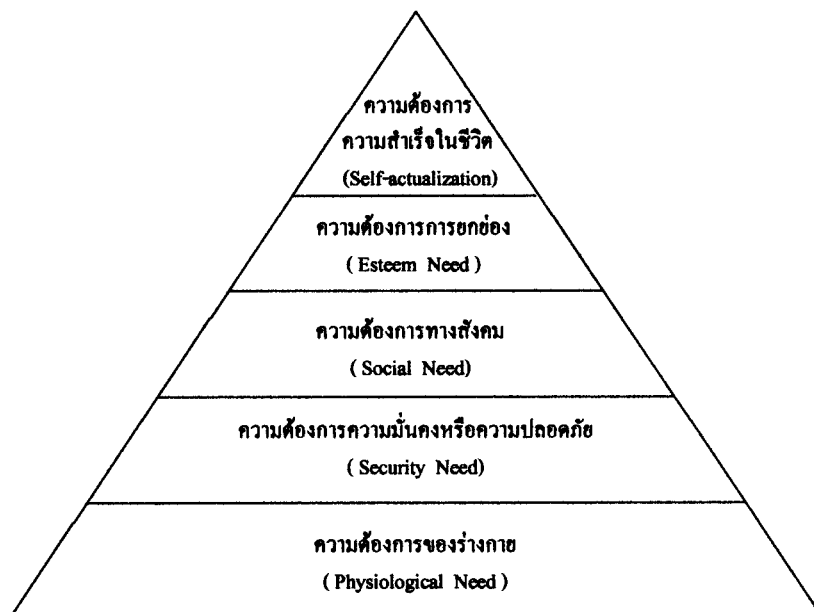 ความต้องการ
ความสำเร็จในชีวิต
(Self-actualization)
ความต้องการการยกย่อง
( Esteem Need )
ความต้องการทางสังคม
( Social Need)
ความต้องการความมั่นคงหรือความปลอดภัย
( Security Need)
ความต้องการของร่างกาย
( Physiological Need )